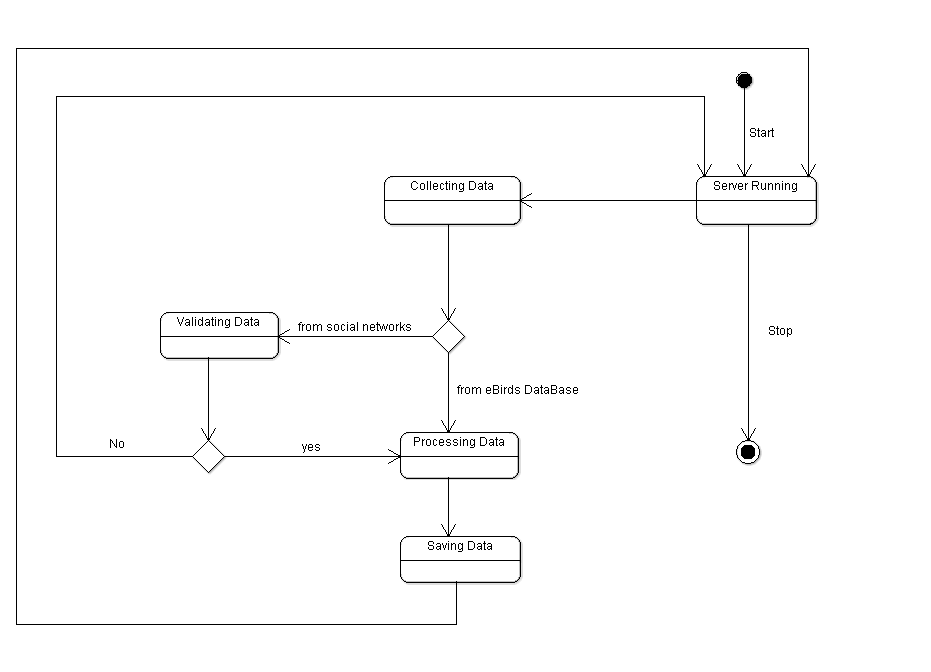 Start
Collecting Data
Server Running
Validating Data
from social networks
Stop
from eBirds DataBase
No
yes
Processing Data
Saving Data